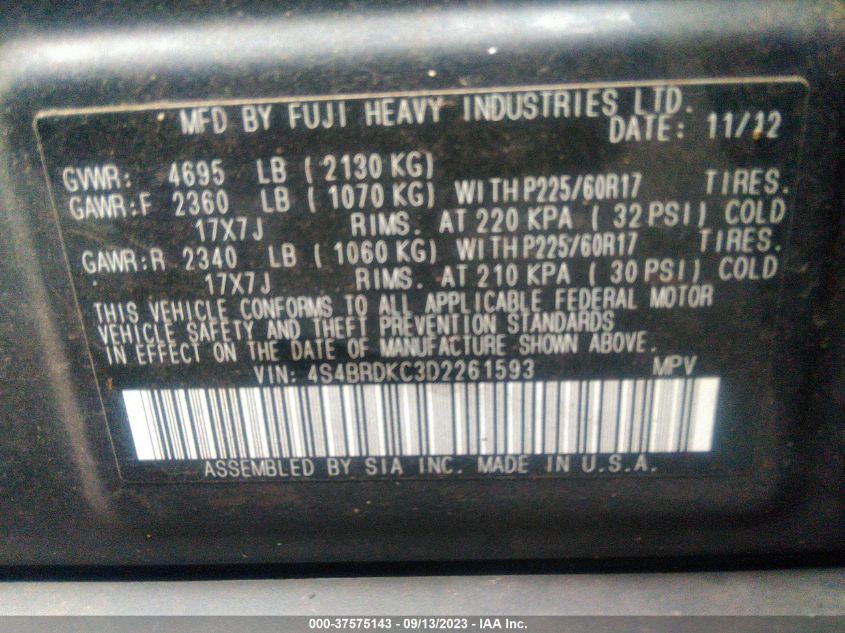 MFD BY FUJI HEAVY INDUSTRIES LTD.
DATE: 11/12
GVWR: 4695 LB ( 2130 KG)
GAWR:F 2360 LB ( 1070 KG) WITH P225/60R17 TIRES.
17X7J RIMS. AT 220 KPA ( 32 PSI) COLD
GAWR:R 2340 LB ( 1060 KG) WITH P225/60R17 TIRES.
17X7J RIMS. AT 210 KPA ( 30 PSI) COLD
THIS VEHICLE CONFORMS TO ALL APPLICABLE FEDERAL MOTOR
VEHICLE SAFETY AND THEFT PREVENTION STANDARDS
IN EFFECT ON THE DATE OF MANUFACTURE SHOWN ABOVE.
VIN: 4S4BRDKC3D2261593 MPV
ASSEMBLED BY SIA INC. MADE IN U.S.A.
000-37575143 - 09/13/2023 - IAA Inc.